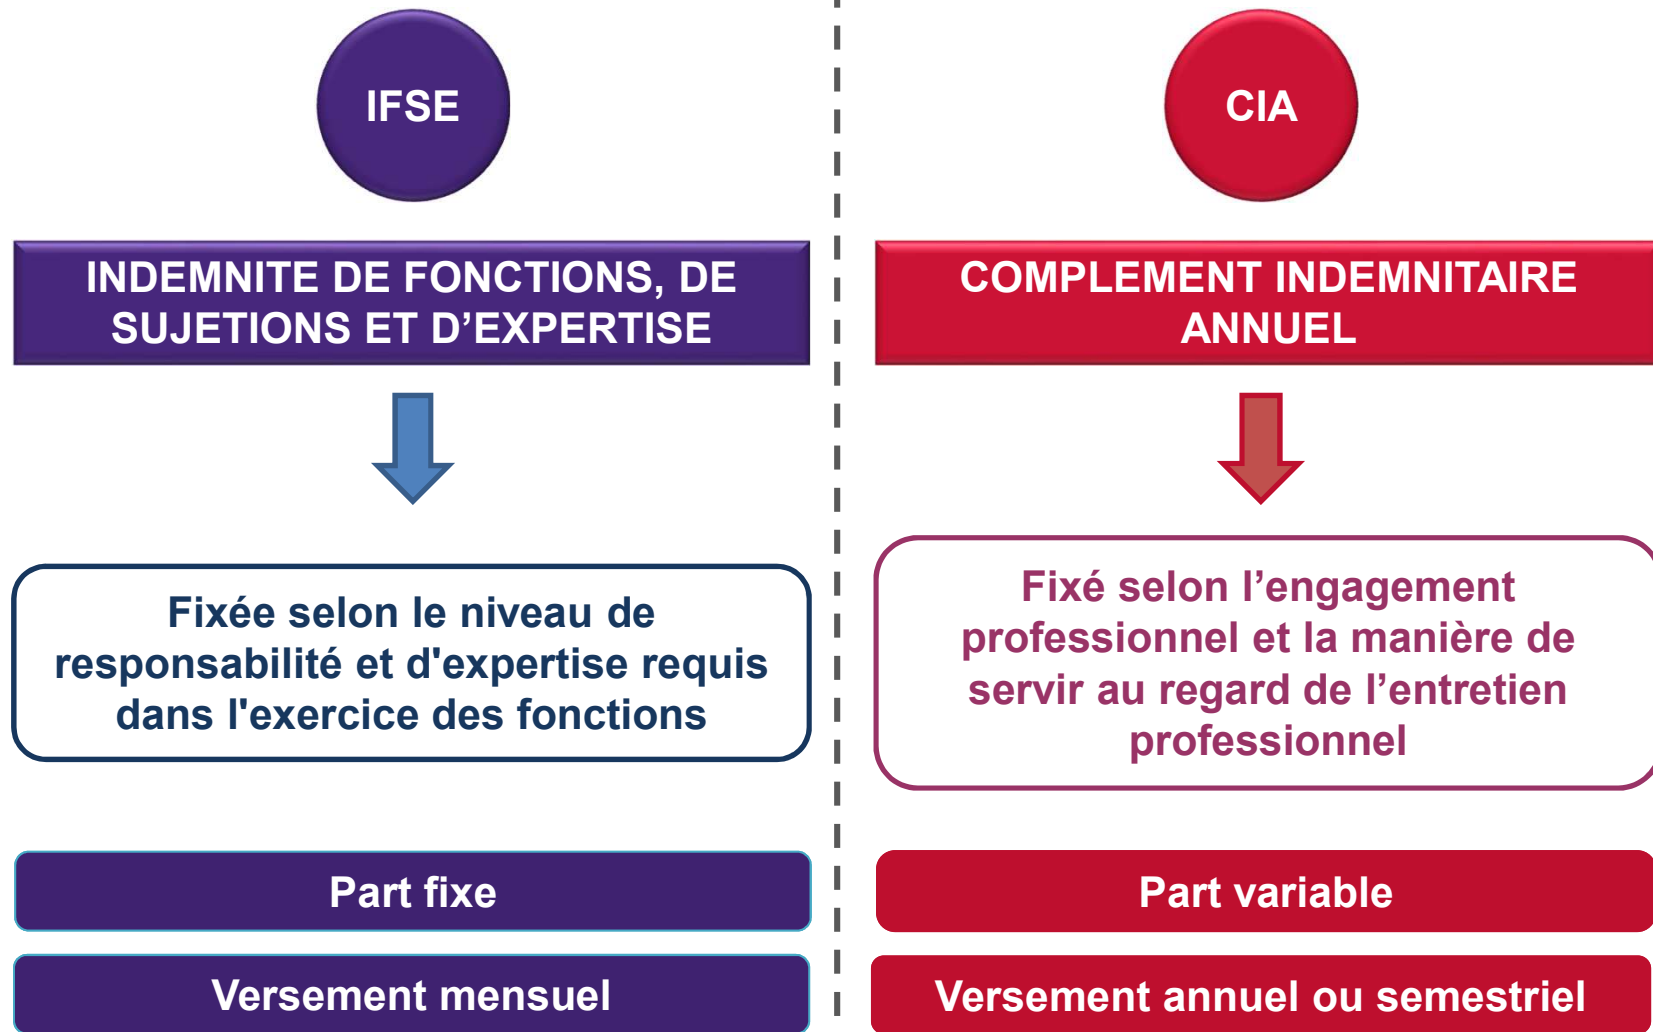 IFSE
INDEMNITE DE FONCTIONS, DE
SUJETIONS ET D’EXPERTISE
Fixée selon le niveau de
responsabilité et d'expertise requis
dans l'exercice des fonctions
Part fixe
Versement mensuel
CIA
COMPLEMENT INDEMNITAIRE
ANNUEL
Fixé selon l’engagement
professionnel et la manière de
servir au regard de l’entretien
professionnel
Part variable
Versement annuel ou semestriel